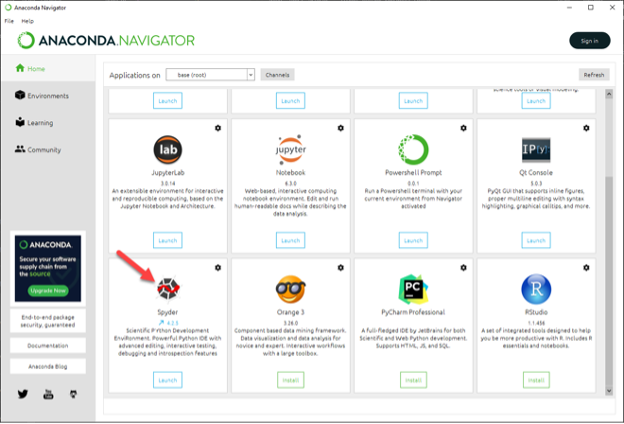 Anaconda Navigator
File Help
ANACONDA.NAVIGATOR
Sign in
Home
Environments
Learning
Community
ANACONDA.
Secure your software
supply chain from
the source
Upgrade Now
End-to-end package
security, guaranteed
Documentation
Anaconda Blog
Applications on base (root) Channels
Refresh
science tools or visual modeling.
Launch
Launch
Launch
Launch
lab
JupyterLab
3.0.14
An extensible environment for interactive
and reproducible computing, based on the
Jupyter Notebook and Architecture.
Launch
jupyter
Notebook
6.3.0
Web-based, interactive computing
notebook environment. Edit and run
human-readable docs while describing the
data analysis.
Launch
Powershell Prompt
0.0.1
Run a Powershell terminal with your
current environment from Navigator
activated
Launch
IP[y]:
Qt Console
5.0.3
PyQt GUI that supports inline figures,
proper multiline editing with syntax
highlighting, graphical calltips, and more.
Launch
Spyder
4.2.5
Scientific PYthon Development
EnviRonment. Powerful Python IDE with
advanced editing, interactive testing,
debugging and introspection features
Launch
Orange 3
3.26.0
Component based data mining framework.
Data visualization and data analysis for
novice and expert. Interactive workflows
with a large toolbox.
Install
PC
PyCharm Professional
A full-fledged IDE by JetBrains for both
Scientific and Web Python development.
Supports HTML, JS, and SQL.
Install
R
RStudio
1.1.456
A set of integrated tools designed to help
you be more productive with R. Includes R
essentials and notebooks.
Install